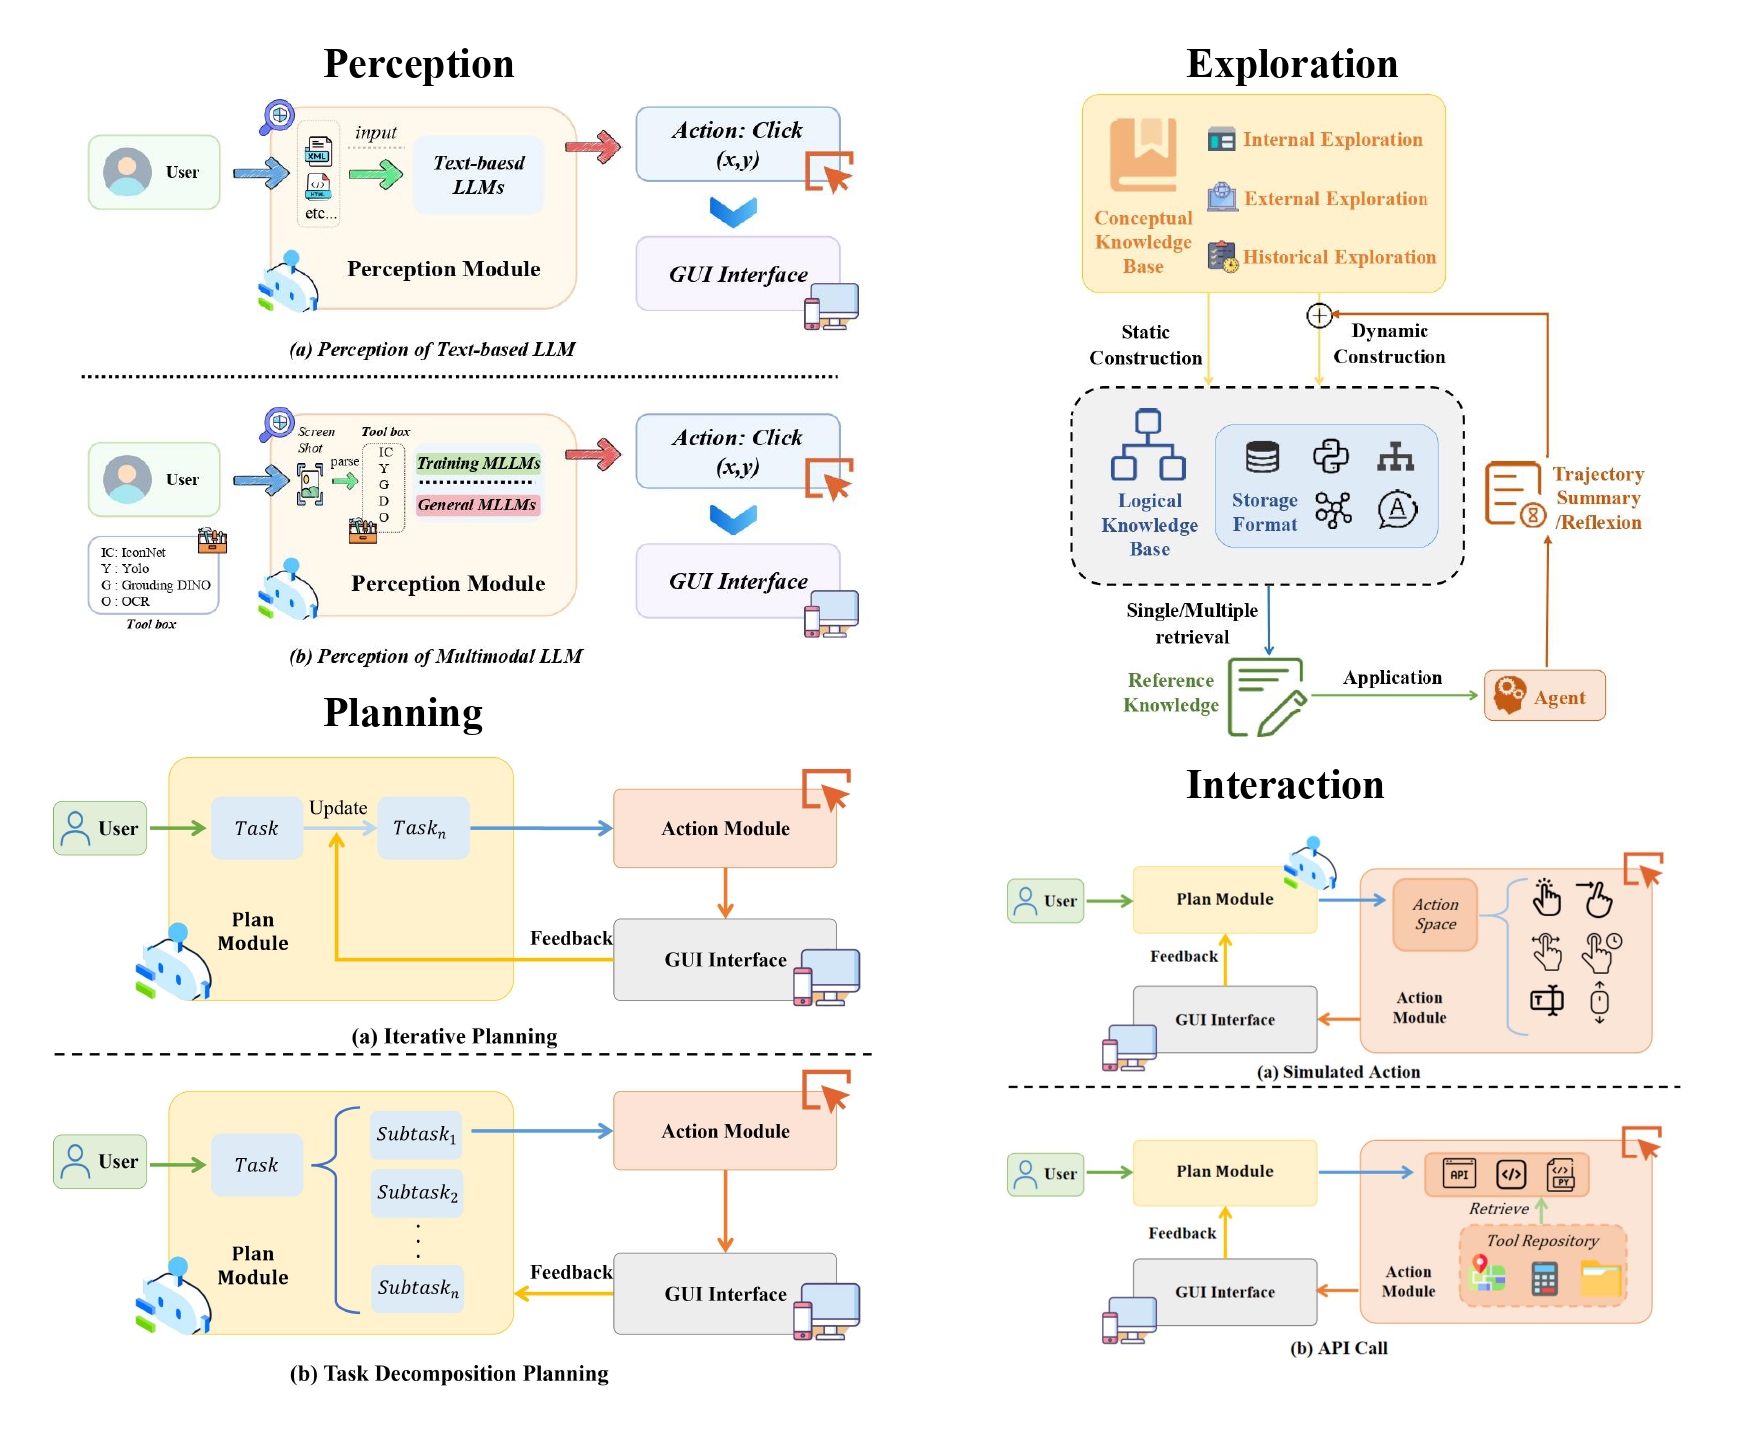 Perception
User
XML
HTML
etc...
input
Text-baesd
LLMs
Perception Module
Action: Click
(x,y)
GUI Interface
(a) Perception of Text-based LLM
User
Screen
Shot
parse
Tool box
IC
Y
G
D
O
Training MLLMs
General MLLMs
Perception Module
Action: Click
(x,y)
GUI Interface
IC: IconNet
Y : Yolo
G : Grouding DINO
O : OCR
Tool box
(b) Perception of Multimodal LLM
Planning
User
Task
Update
Taskn
Plan
Module
Action Module
Feedback
GUI Interface
(a) Iterative Planning
User
Task
Subtask1
Subtask2
Subtaskn
Plan
Module
Action Module
Feedback
GUI Interface
(b) Task Decomposition Planning
Exploration
Conceptual
Knowledge
Base
Internal Exploration
External Exploration
Historical Exploration
Static
Construction
Dynamic
Construction
Logical
Knowledge
Base
Storage
Format
A
Trajectory
Summary
/Reflexion
Single/Multiple
retrieval
Reference
Knowledge
Application
Agent
Interaction
User
Plan Module
Action
Space
T
Feedback
GUI Interface
Action
Module
(a) Simulated Action
User
Plan Module
API
PY
Retrieve
Tool Repository
Feedback
GUI Interface
Action
Module
(b) API Call